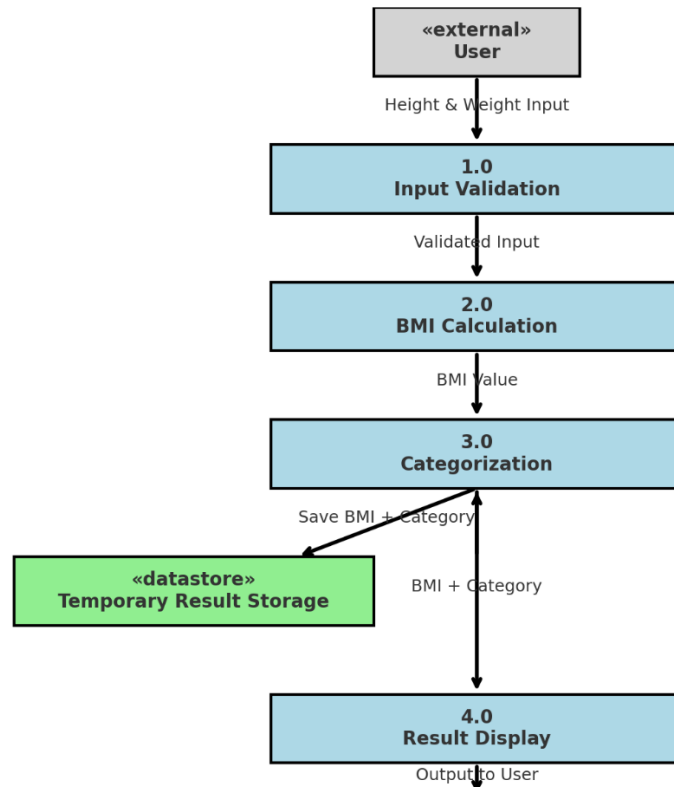 «external»
User
Height & Weight Input
1.0
Input Validation
Validated Input
2.0
BMI Calculation
BMI Value
3.0
Categorization
Save BMI + Category
«datastore»
Temporary Result Storage
BMI + Category
4.0
Result Display
Output to User